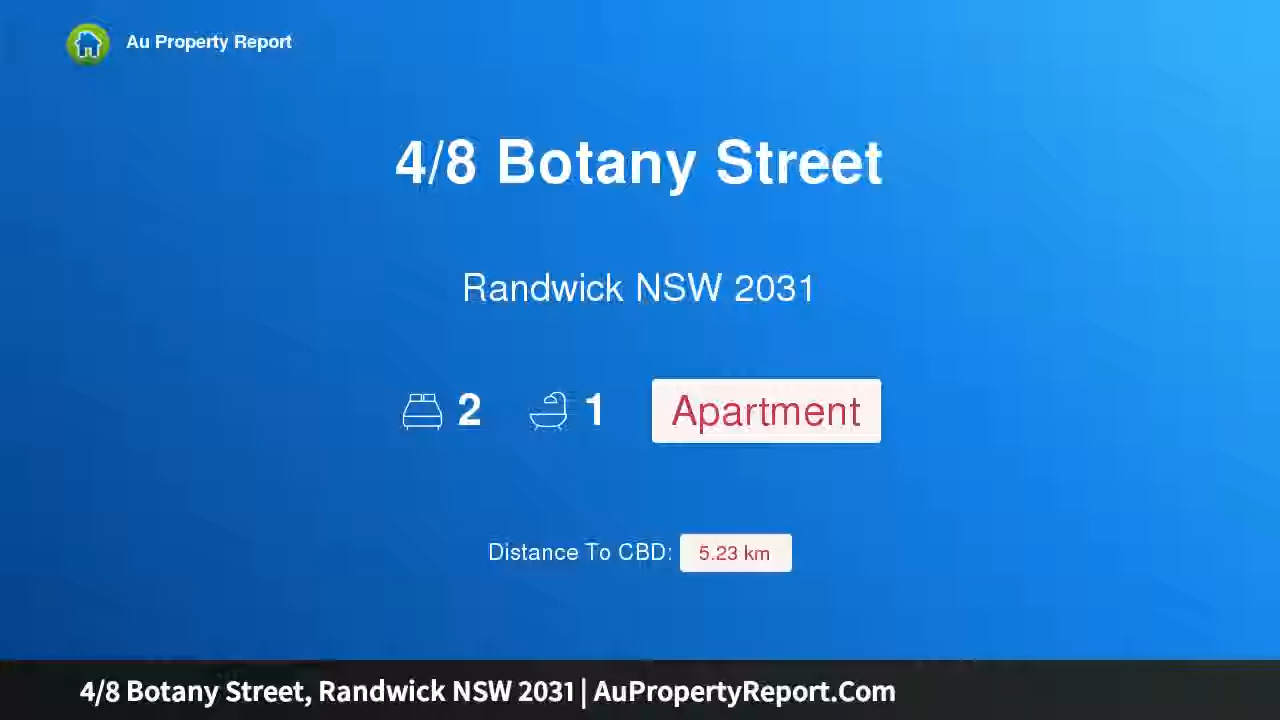 Au Property Report
4/8 Botany Street
Randwick NSW 2031
2 1 Apartment
Distance To CBD: 5.23 km
4/8 Botany Street, Randwick NSW 2031 | AuPropertyReport.Com